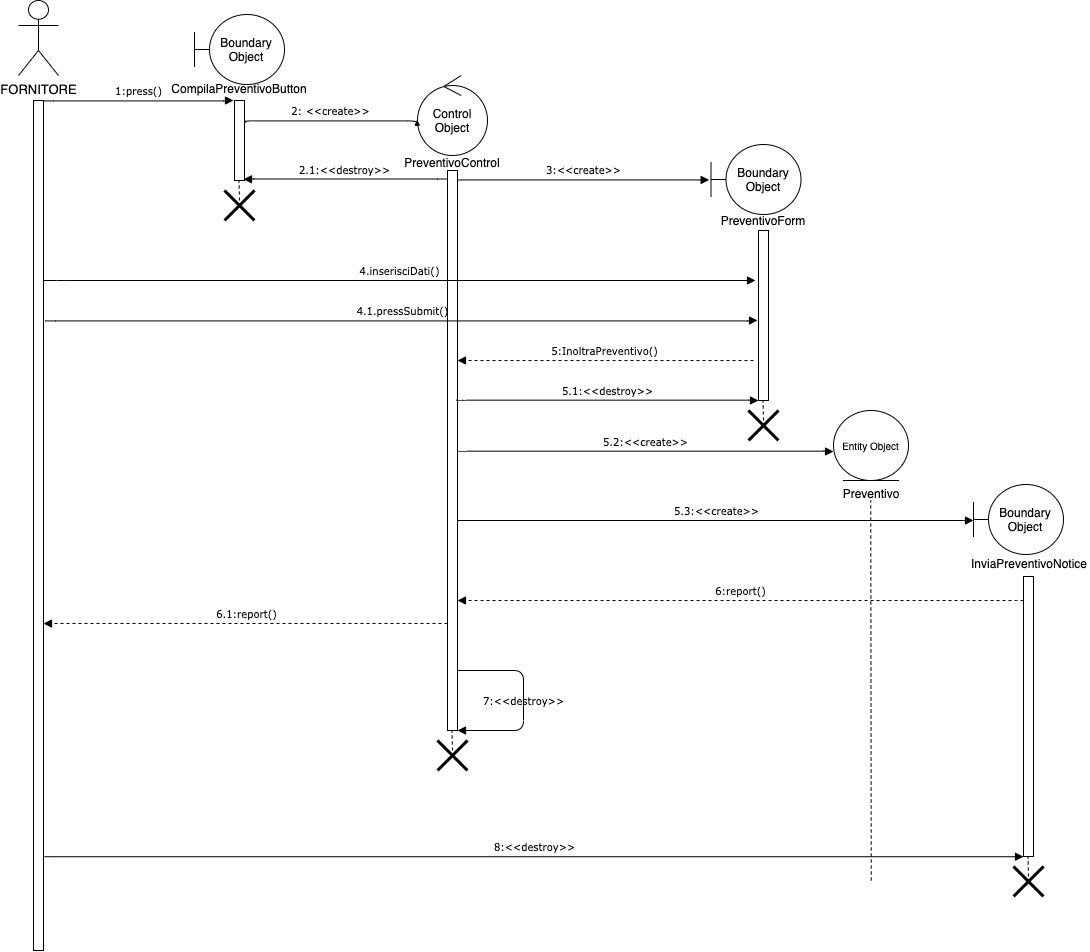 Boundary
Object
FORNITORE
CompilaPreventivoButton
1:press()
2: <<create>>
Control
Object
PreventivoControl
2.1:<<destroy>>
3:<<create>>
Boundary
Object
PreventivoForm
4.inserisciDati()
4.1.pressSubmit()
5:InoltraPreventivo()
5.1:<<destroy>>
5.2:<<create>>
Entity Object
Preventivo
5.3:<<create>>
Boundary
Object
InviaPreventivoNotice
6:report()
6.1:report()
7:<<destroy>>
8:<<destroy>>